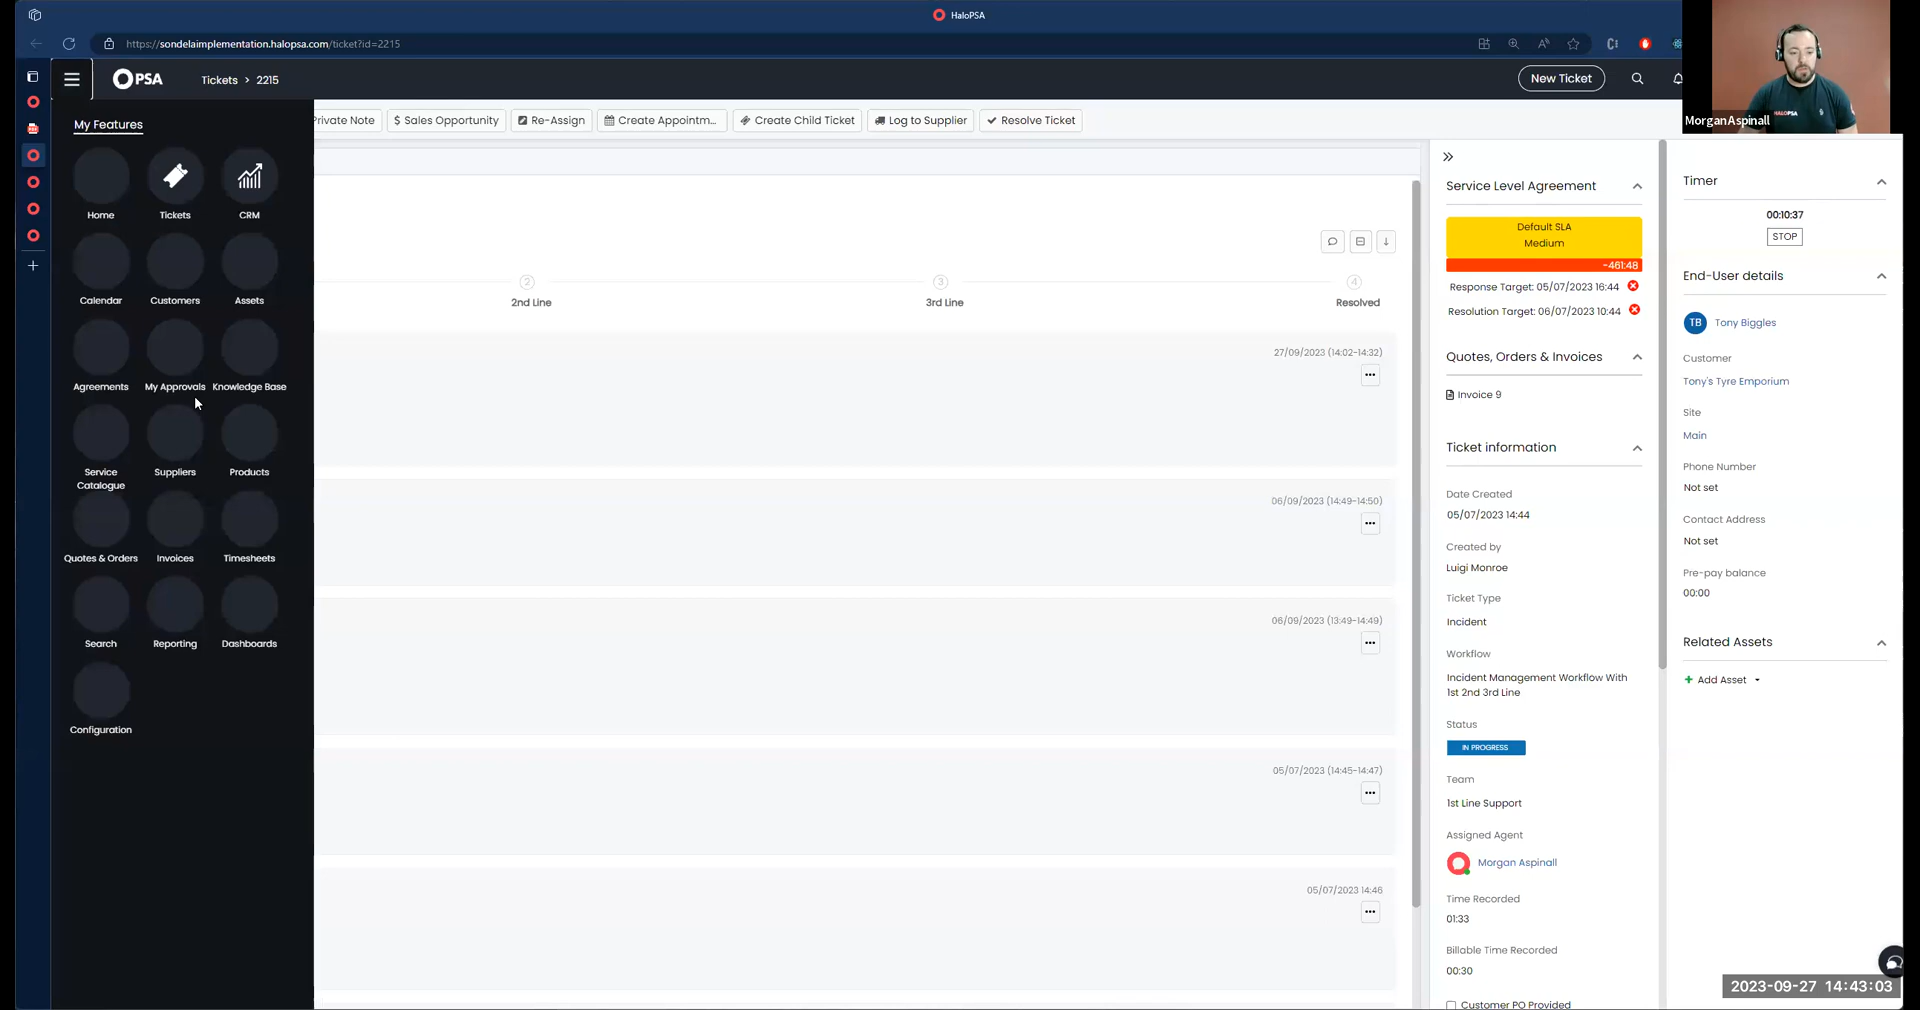 HaloPSA
https://sondelaimplementation.halopsa.com/ticket?id=2215
PSA
Tickets > 2215
New Ticket
Morgan Aspinall
HALOPSA
My Features
Home
Tickets
CRM
Calendar
Customers
Assets
Agreements
My Approvals
Knowledge Base
Service
Catalogue
Suppliers
Products
Quotes & Orders
Invoices
Timesheets
Search
Reporting
Dashboards
Configuration
Private Note
$ Sales Opportunity
Re-Assign
Create Appointm...
Create Child Ticket
Log to Supplier
Resolve Ticket
2
2nd Line
3
3rd Line
4
Resolved
27/09/2023 (14:02-14:32)
06/09/2023 (14:49-14:50)
06/09/2023 (13:49-14:49)
05/07/2023 (14:45-14:47)
05/07/2023 14:46
Service Level Agreement
Default SLA
Medium
-461:48
Response Target: 05/07/2023 16:44
Resolution Target: 06/07/2023 10:44
Quotes, Orders & Invoices
Invoice 9
Ticket information
Date Created
05/07/2023 14:44
Created by
Luigi Monroe
Ticket Type
Incident
Workflow
Incident Management Workflow With
1st 2nd 3rd Line
Status
IN PROGRESS
Team
1st Line Support
Assigned Agent
Morgan Aspinall
Time Recorded
01:33
Billable Time Recorded
00:30
Customer PO Provided
Timer
00:10:37
STOP
End-User details
TB
Tony Biggles
Customer
Tony's Tyre Emporium
Site
Main
Phone Number
Not set
Contact Address
Not set
Pre-pay balance
00:00
Related Assets
+ Add Asset
2023-09-27 14:43:03